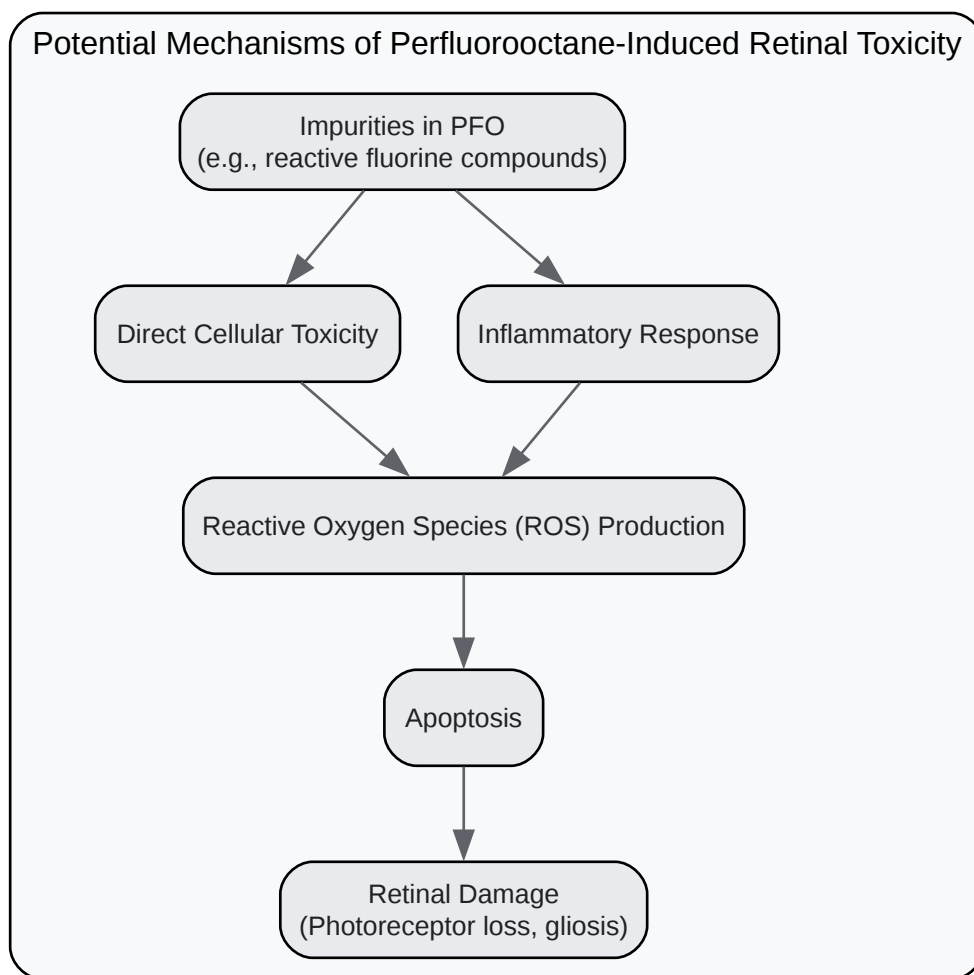 Potential Mechanisms of Perfluorooctane-Induced Retinal Toxicity
Impurities in PFO
(e.g., reactive fluorine compounds)
Direct Cellular Toxicity
Inflammatory Response
Reactive Oxygen Species (ROS) Production
Apoptosis
Retinal Damage
(Photoreceptor loss, gliosis)